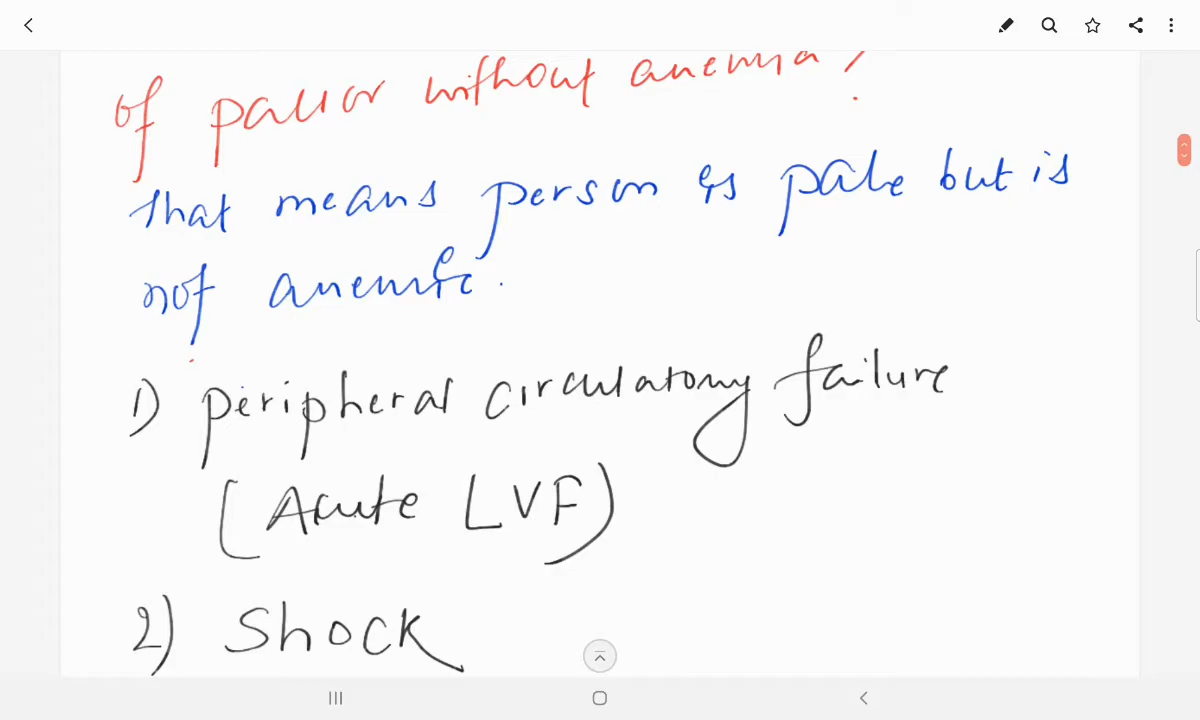 of pallor without anemia?
that means person is pale but is
not anemic.
1) peripheral circulatory failure
(Acute LVF)
2) Shock